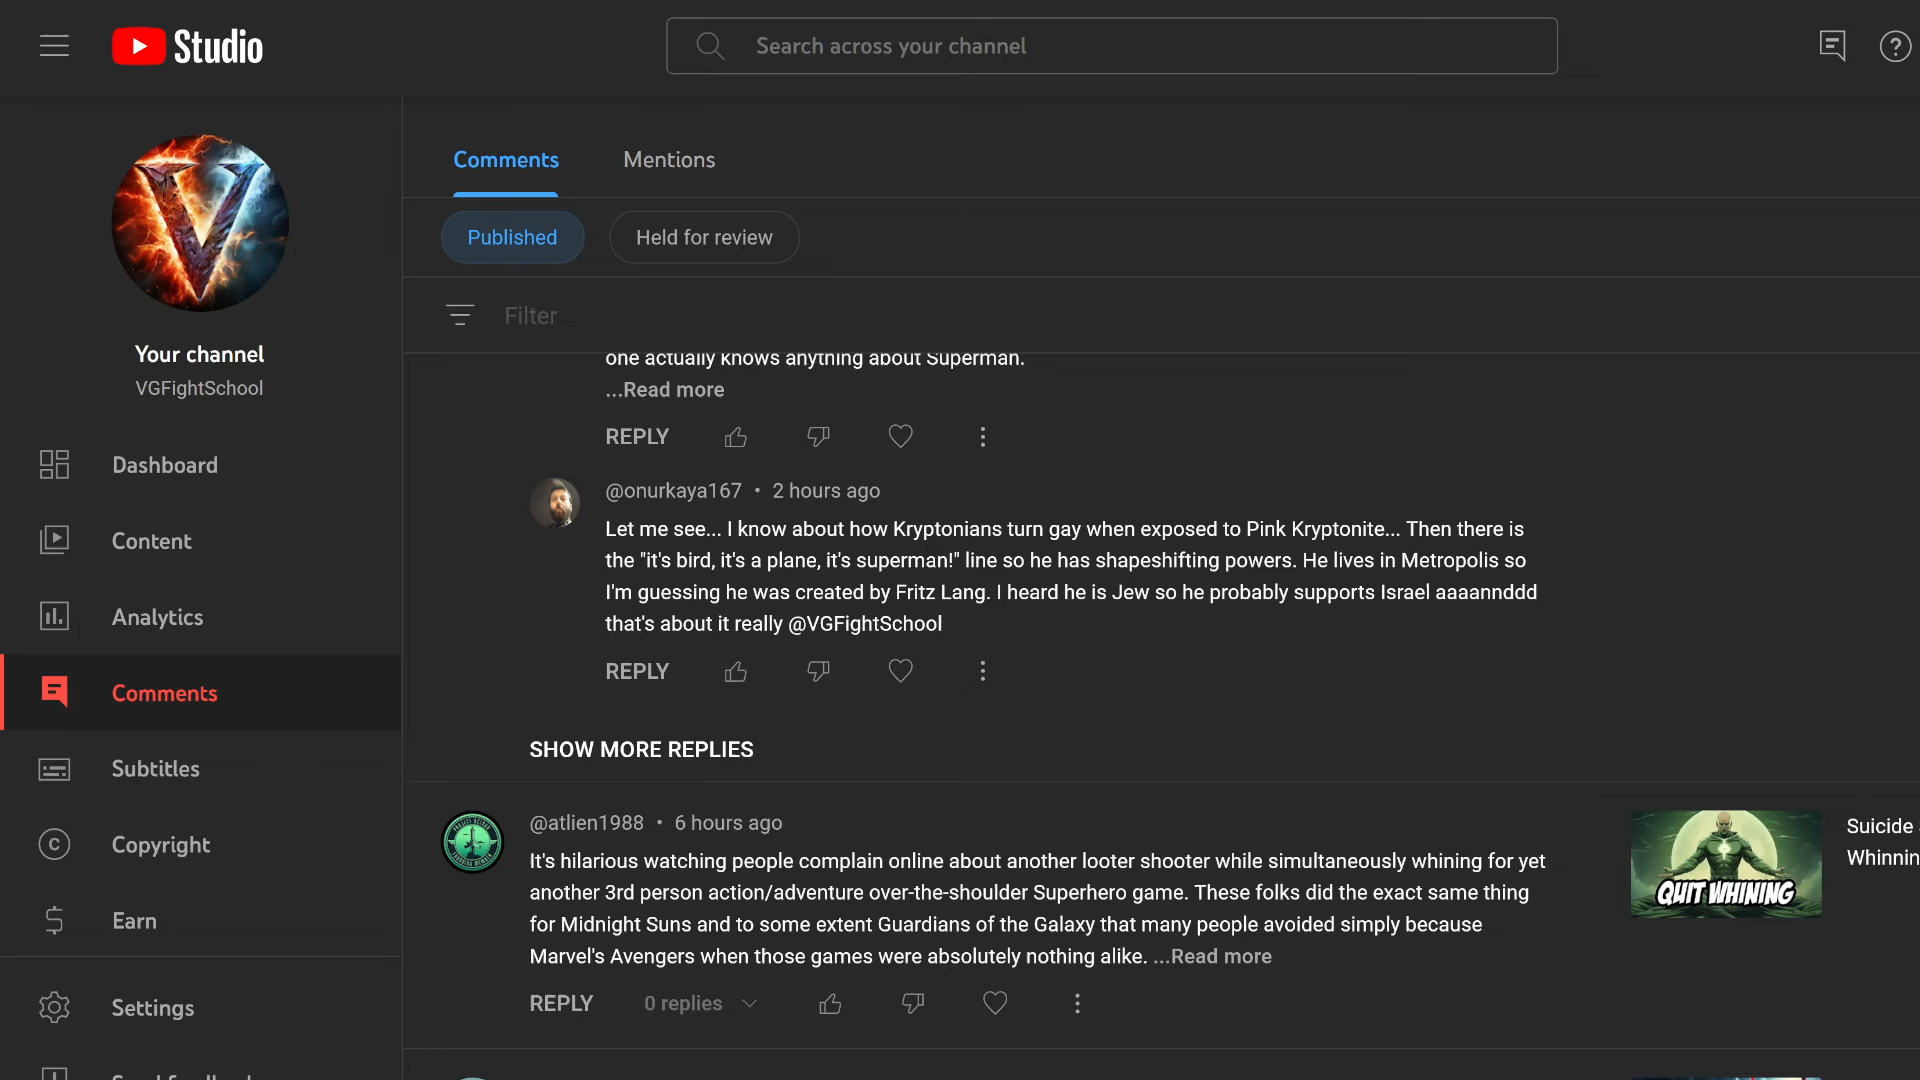 Studio
Search across your channel
Your channel
VGFightSchool
Dashboard
Content
Analytics
Comments
Subtitles
Copyright
Earn
Settings
Comments
Mentions
Published
Held for review
Filter
one actually knows anything about Superman.
...Read more
REPLY
@onurkaya167 • 2 hours ago
Let me see... I know about how Kryptonians turn gay when exposed to Pink Kryptonite... Then there is
the "it's bird, it's a plane, it's superman!" line so he has shapeshifting powers. He lives in Metropolis so
I'm guessing he was created by Fritz Lang. I heard he is Jew so he probably supports Israel aaaannddd
that's about it really @VGFightSchool
REPLY
SHOW MORE REPLIES
@atlien1988 • 6 hours ago
It's hilarious watching people complain online about another looter shooter while simultaneously whining for yet
another 3rd person action/adventure over-the-shoulder Superhero game. These folks did the exact same thing
for Midnight Suns and to some extent Guardians of the Galaxy that many people avoided simply because
Marvel's Avengers when those games were absolutely nothing alike. ...Read more
REPLY 0 replies
QUIT WHINING
Suicide
Whinnin